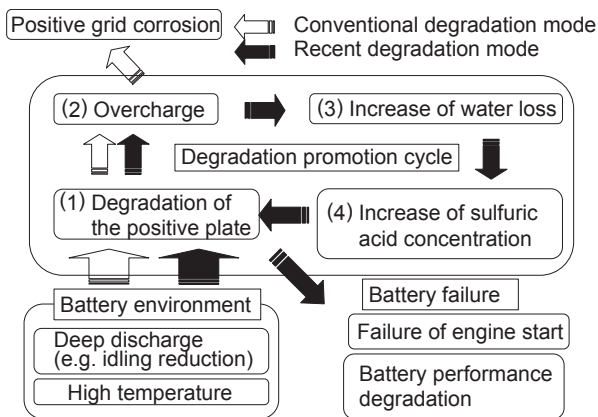 Positive grid corrosion
Conventional degradation mode
Recent degradation mode
(2) Overcharge
(3) Increase of water loss
Degradation promotion cycle
(1) Degradation of
the positive plate
(4) Increase of sulfuric
acid concentration
Battery environment
Deep discharge
(e.g. idling reduction)
High temperature
Battery failure
Failure of engine start
Battery performance
degradation